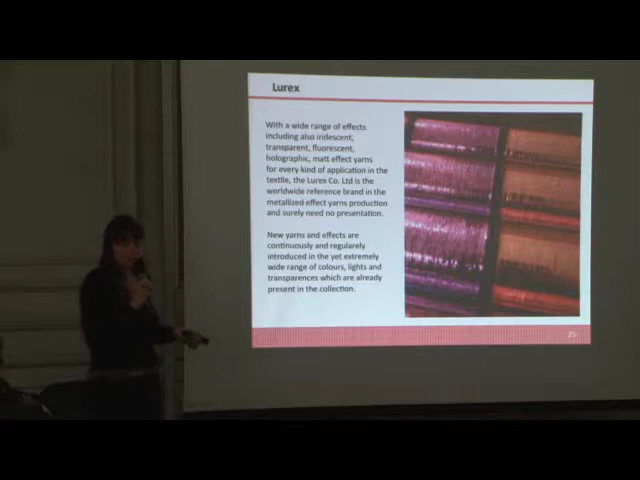 Lurex
With a wide range of effects
including also iridescent,
transparent, fluorescent,
holographic, matt effect yarns
for every kind of application in the
textile, the Lurex Co. Ltd is the
worldwide reference brand in the
metallized effect yarns production
and surely need no presentation.
New yarns and effects are
continuously and regularely
introduced in the yet extremely
wide range of colours, lights and
transparences which are already
present in the collection.
25